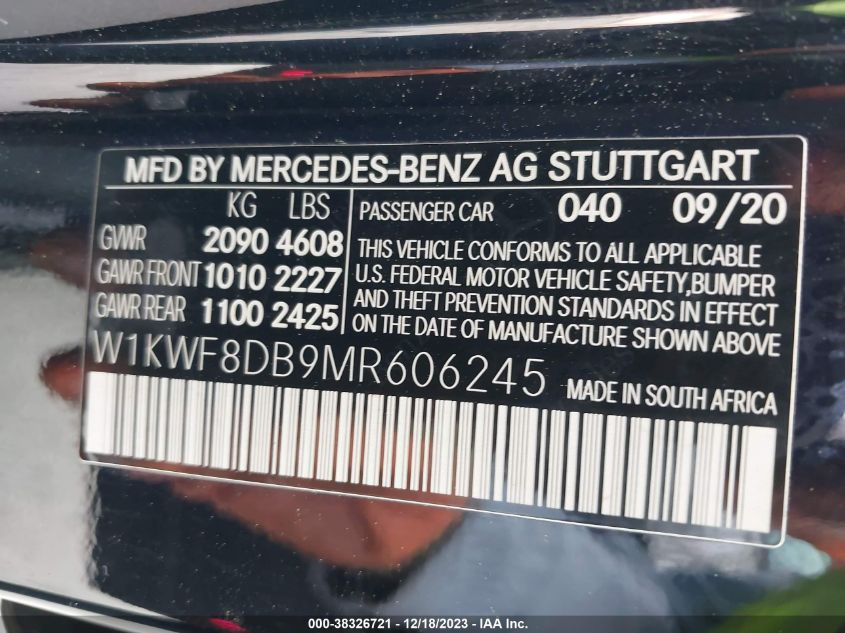 MFD BY MERCEDES-BENZ AG STUTTGART
KG LBS
GVWR 2090 4608
GAWR FRONT 1010 2227
GAWR REAR 1100 2425
PASSENGER CAR 040 09/20
THIS VEHICLE CONFORMS TO ALL APPLICABLE
U.S. FEDERAL MOTOR VEHICLE SAFETY,BUMPER
AND THEFT PREVENTION STANDARDS IN EFFECT
ON THE DATE OF MANUFACTURE SHOWN ABOVE
W1KWF8DB9MR606245
MADE IN SOUTH AFRICA
000-38326721 - 12/18/2023 - IAA Inc.